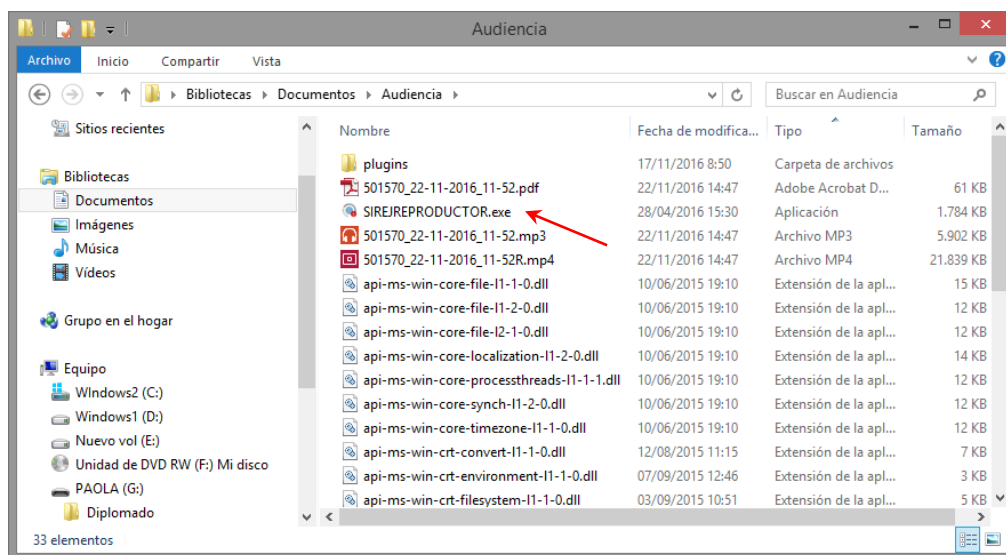 Audiencia
Archivo Inicio Compartir Vista
Bibliotecas Documentos Audiencia Buscar en Audiencia
Sitios recientes
Bibliotecas
Documentos
Imágenes
Música
Vídeos
Grupo en el hogar
Equipo
WIndows2 (C:)
Windows1 (D:)
Nuevo vol (E:)
Unidad de DVD RW (F:) Mi disco
PAOLA (G:)
Diplomado
Nombre Fecha de modifica... Tipo Tamaño
plugins 17/11/2016 8:50 Carpeta de archivos
501570_22-11-2016_11-52.pdf 22/11/2016 14:47 Adobe Acrobat D... 61 KB
SIREJREPRODUCTOR.exe 28/04/2016 15:30 Aplicación 1.784 KB
501570_22-11-2016_11-52.mp3 22/11/2016 14:47 Archivo MP3 5.902 KB
501570_22-11-2016_11-52R.mp4 22/11/2016 14:47 Archivo MP4 21.839 KB
api-ms-win-core-file-l1-1-0.dll 10/06/2015 19:10 Extensión de la apl... 15 KB
api-ms-win-core-file-l1-2-0.dll 10/06/2015 19:10 Extensión de la apl... 12 KB
api-ms-win-core-file-l2-1-0.dll 10/06/2015 19:10 Extensión de la apl... 12 KB
api-ms-win-core-localization-l1-2-0.dll 10/06/2015 19:10 Extensión de la apl... 14 KB
api-ms-win-core-processthreads-l1-1-1.dll 10/06/2015 19:10 Extensión de la apl... 12 KB
api-ms-win-core-synch-l1-2-0.dll 10/06/2015 19:10 Extensión de la apl... 12 KB
api-ms-win-core-timezone-l1-1-0.dll 10/06/2015 19:10 Extensión de la apl... 12 KB
api-ms-win-crt-convert-l1-1-0.dll 12/08/2015 11:15 Extensión de la apl... 7 KB
api-ms-win-crt-environment-l1-1-0.dll 07/09/2015 12:46 Extensión de la apl... 3 KB
api-ms-win-crt-filesystem-l1-1-0.dll 03/09/2015 10:51 Extensión de la apl... 5 KB
33 elementos